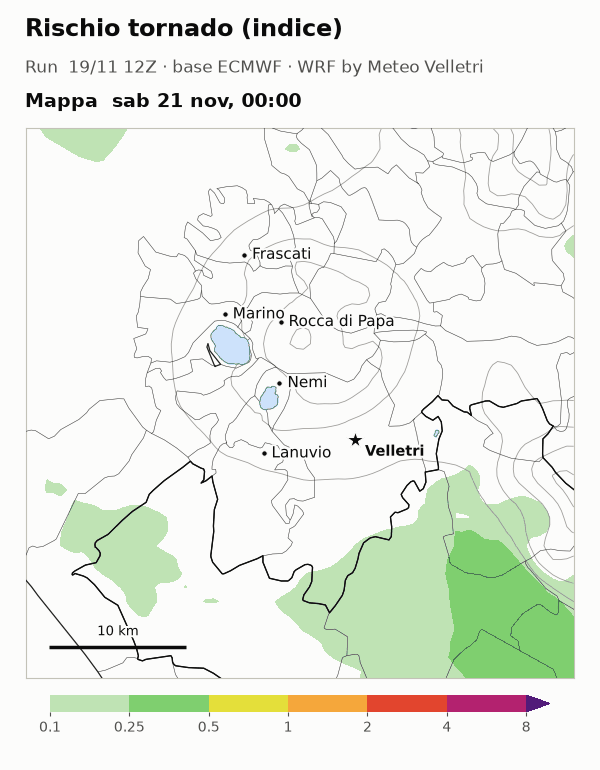 Rischio tornado (indice)
Run  19/11 12Z · base ECMWF · WRF by Meteo Velletri
Mappa  sab 21 nov, 00:00
Frascati
Marino
Rocca di Papa
Nemi
Velletri
Lanuvio
10 km
0.1 0.25 0.5 1 2 4 8